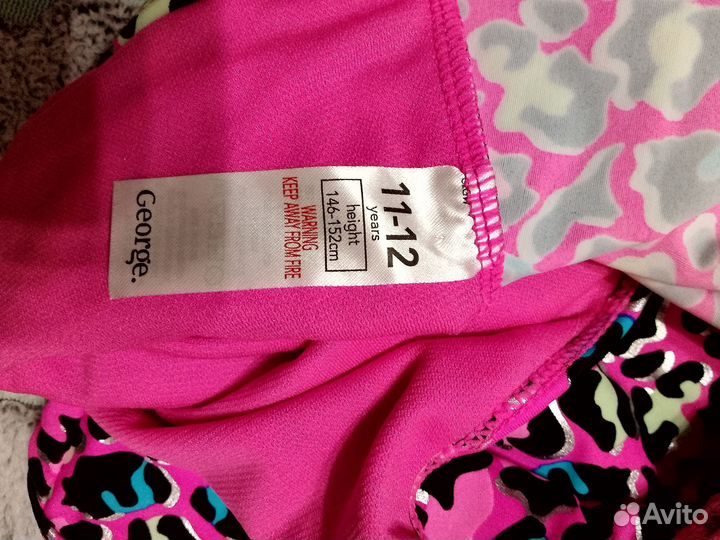 11-12
years
height
146-152cm
WARNING
KEEP AWAY FROM FIRE
George.
Avito